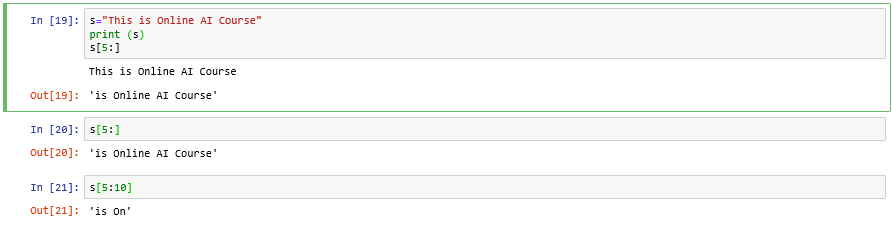 In [19]: s="This is Online AI Course"
print (s)
s[5:]
This is Online AI Course
Out[19]: 'is Online AI Course'
In [20]: s[5:]
Out[20]: 'is Online AI Course'
In [21]: s[5:10]
Out[21]: 'is On'